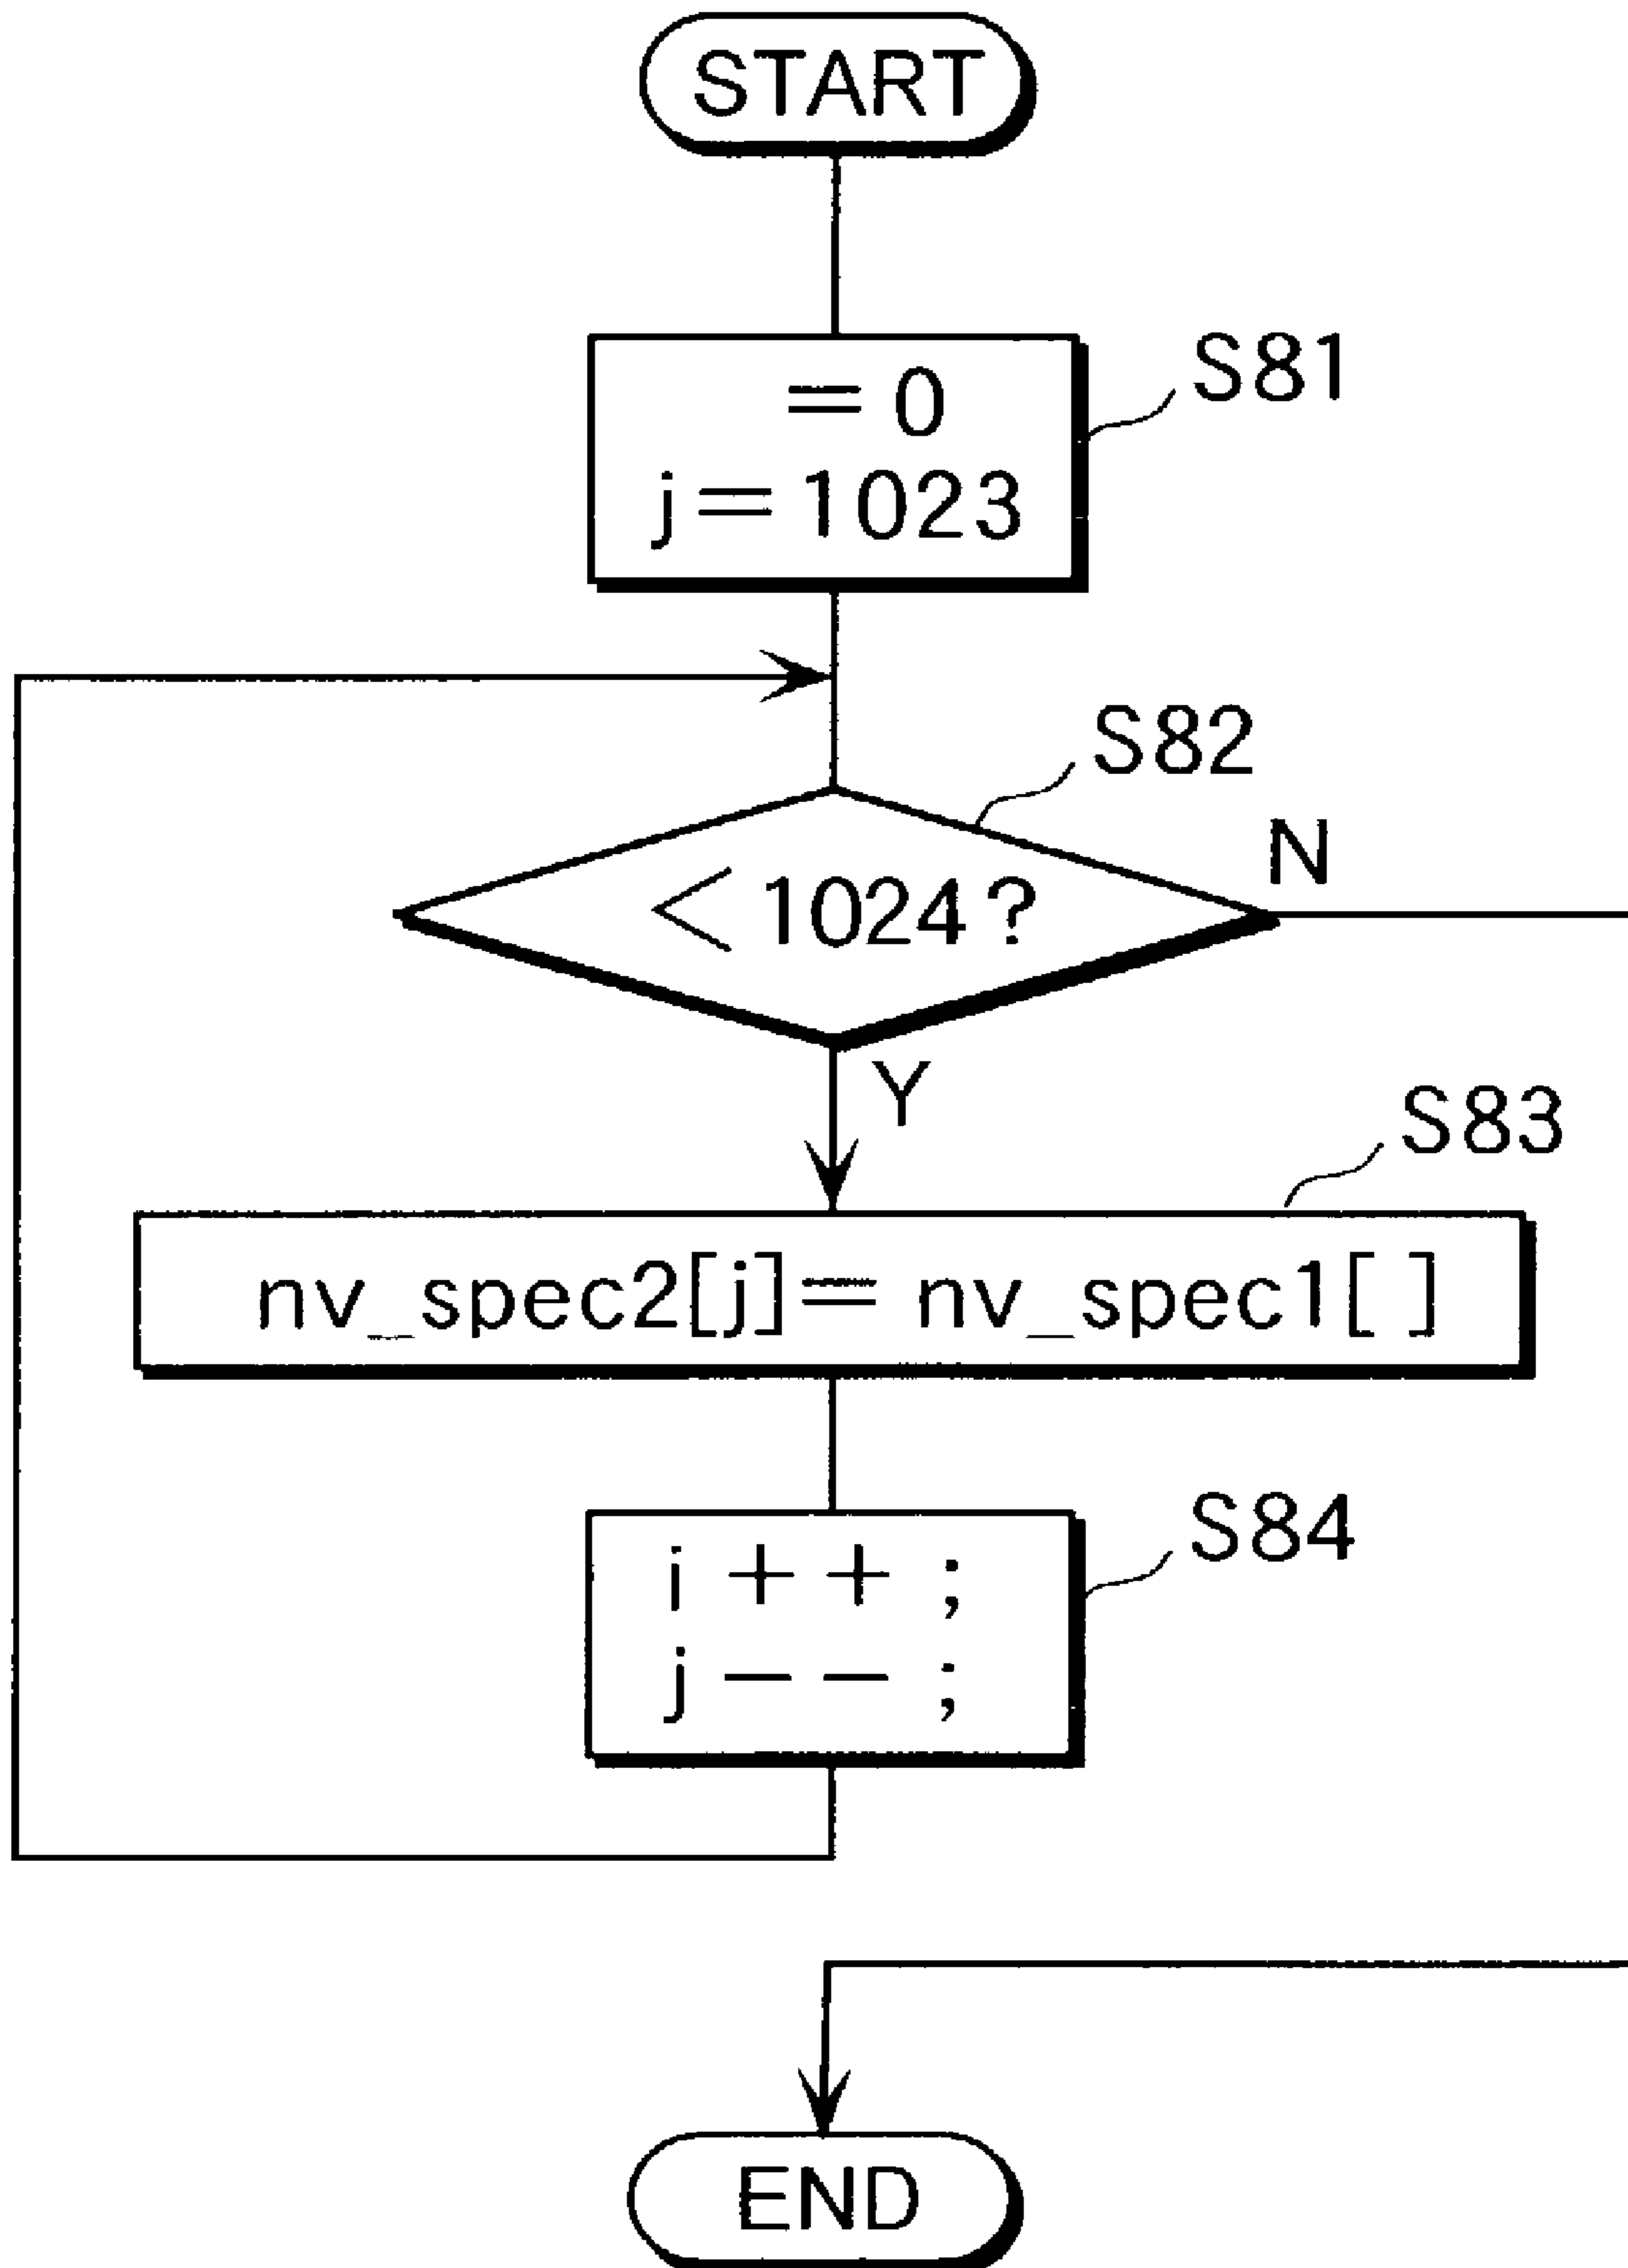 START
= 0
S81
j = 1023
S82
N
< 1024 ?
Y
S83
nv_spec2[j] = nv_spec1[ ]
S84
i + + ;
j - - ;
END